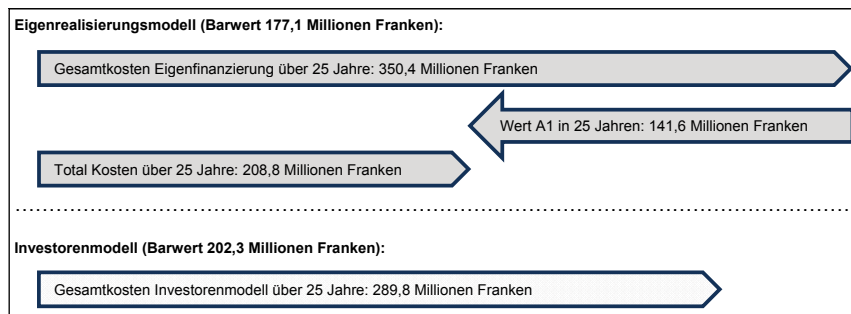 Eigenrealisierungsmodell (Barwert 177,1 Millionen Franken):
Gesamtkosten Eigenfinanzierung über 25 Jahre: 350,4 Millionen Franken
Wert A1 in 25 Jahren: 141,6 Millionen Franken
Total Kosten über 25 Jahre: 208,8 Millionen Franken
Investorenmodell (Barwert 202,3 Millionen Franken):
Gesamtkosten Investorenmodell über 25 Jahre: 289,8 Millionen Franken